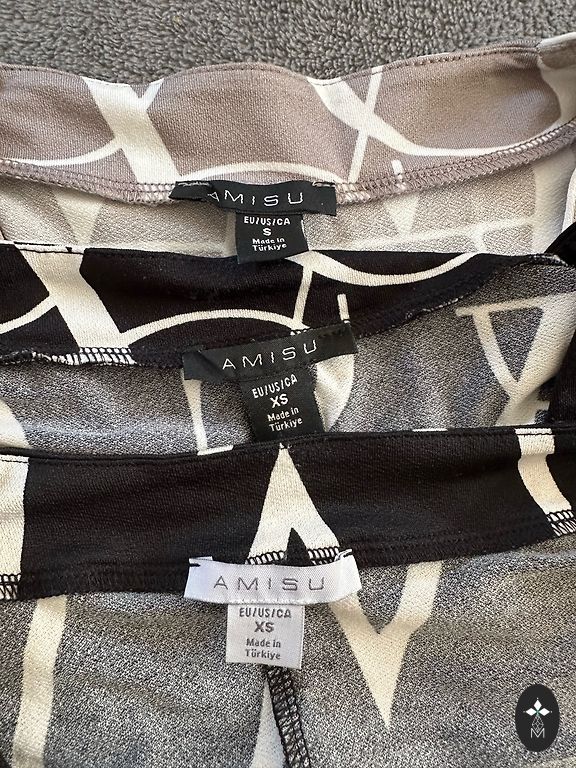 AMISU
EU/US/CA
S
Made in
Türkiye
AMISU
EU/US/CA
XS
Made in
Türkiye
AMISU
EU/US/CA
XS
Made in
Türkiye
M